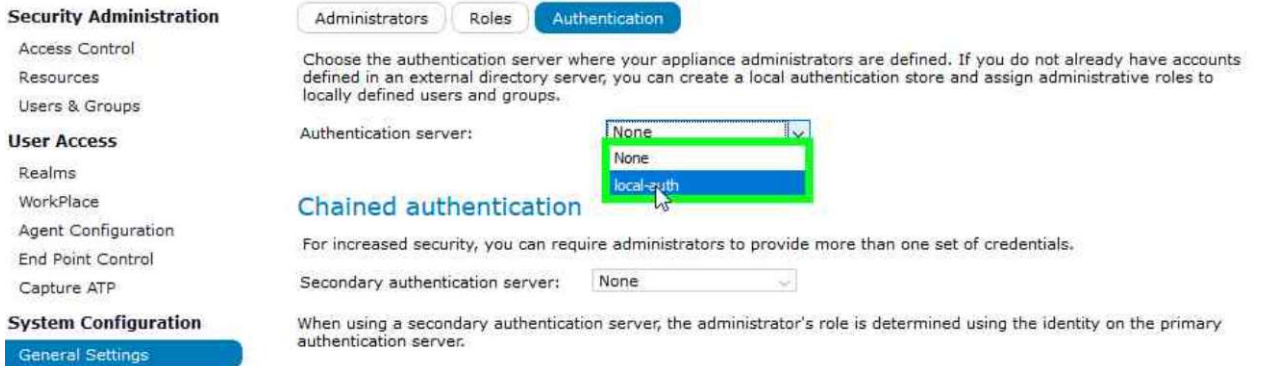 Security Administration
Access Control
Resources
Users & Groups
User Access
Realms
WorkPlace
Agent Configuration
End Point Control
Capture ATP
System Configuration
General Settings
Administrators Roles Authentication
Choose the authentication server where your appliance administrators are defined. If you do not already have accounts
defined in an external directory server, you can create a local authentication store and assign administrative roles to
locally defined users and groups.
Authentication server: None
None
local-auth
Chained authentication
For increased security, you can require administrators to provide more than one set of credentials.
Secondary authentication server: None
When using a secondary authentication server, the administrator's role is determined using the identity on the primary
authentication server.